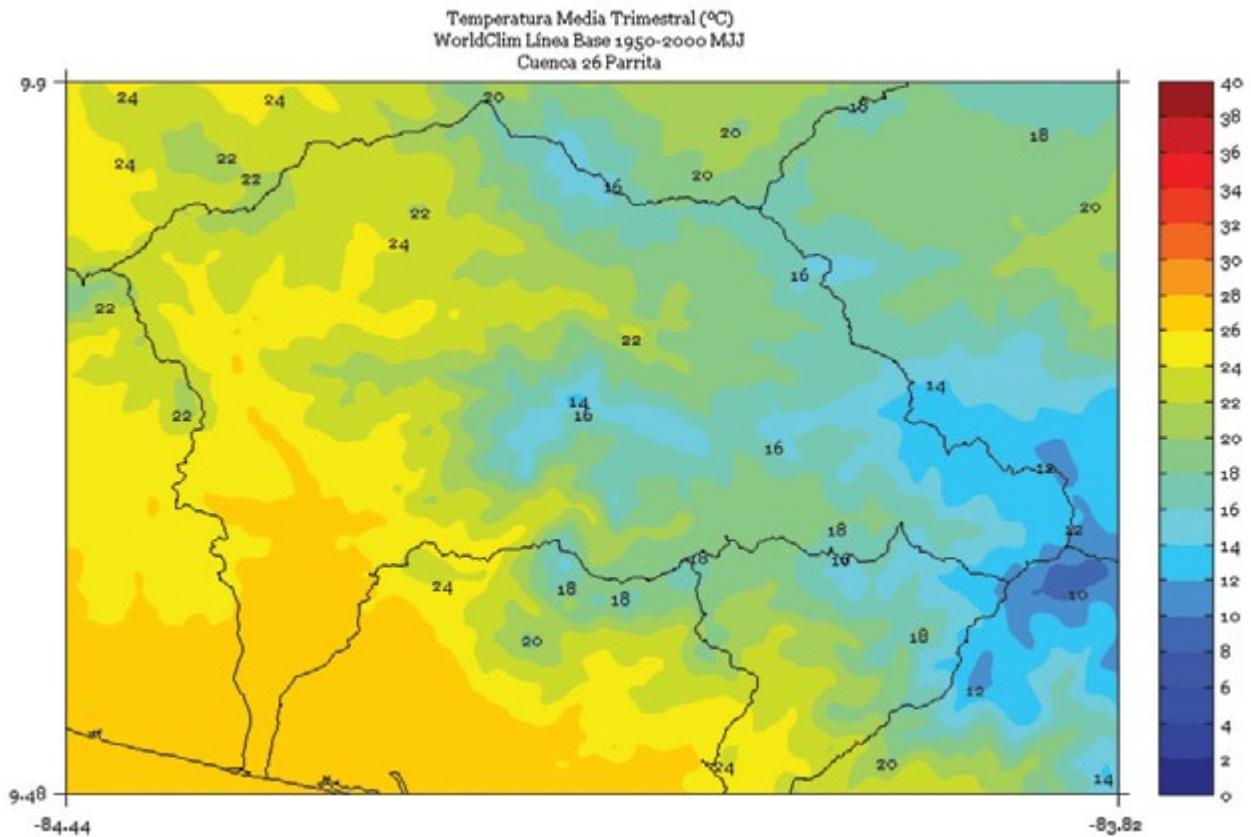 Temperatura Media Trimestral (ºC)
WorldClim Línea Base 1950-2000 MJJ
Cuenca 26 Parrita
9.9
24 24 20 18 40
20 18 38
24 22 36
22 16 20 34
22 20 32
24 30
16 28
22 22 26
24
14 14 22
22 16
16 20
12 18
18 12 16
18 14
24 18 18 10 12
20 18 10
12 8
6
24 20 4
14 2
9.48 0
-84.44 -83.82